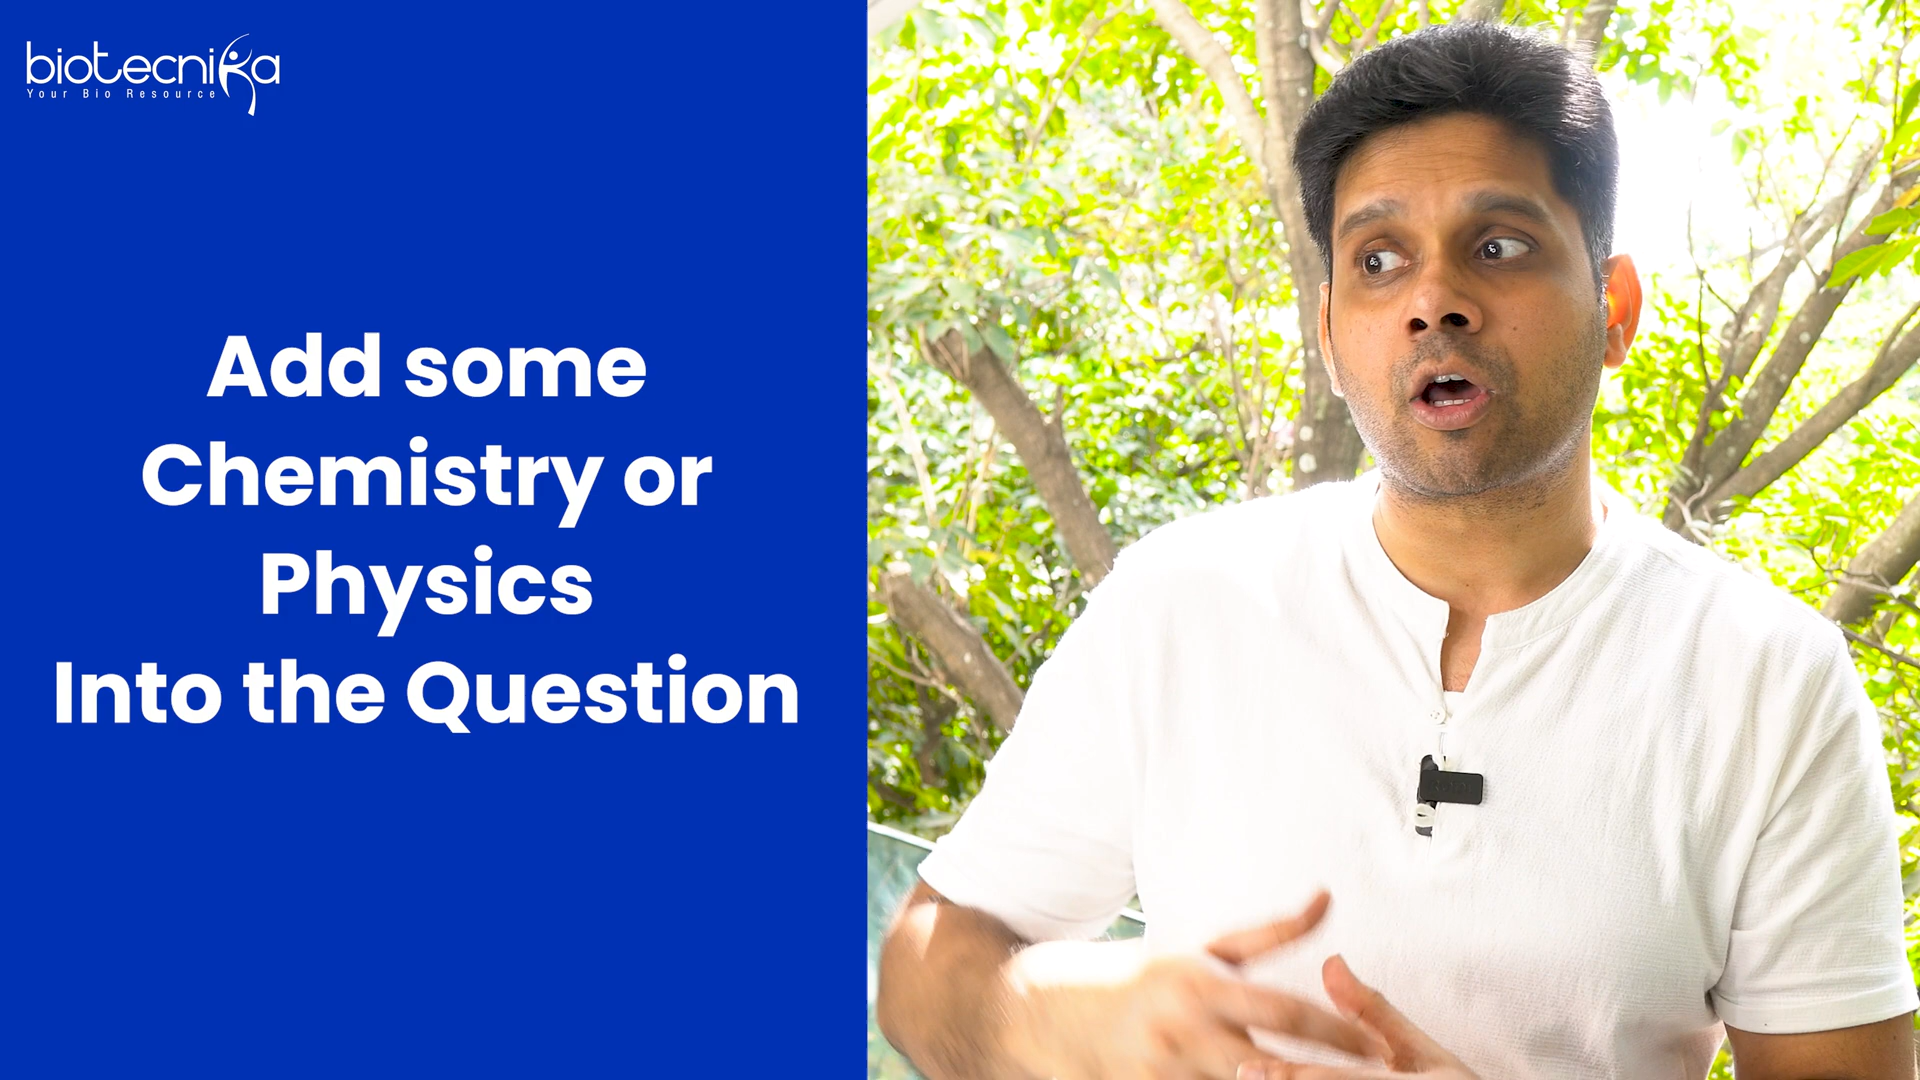 biotecnika
Your Bio Resource
Add some
Chemistry or
Physics
Into the Question